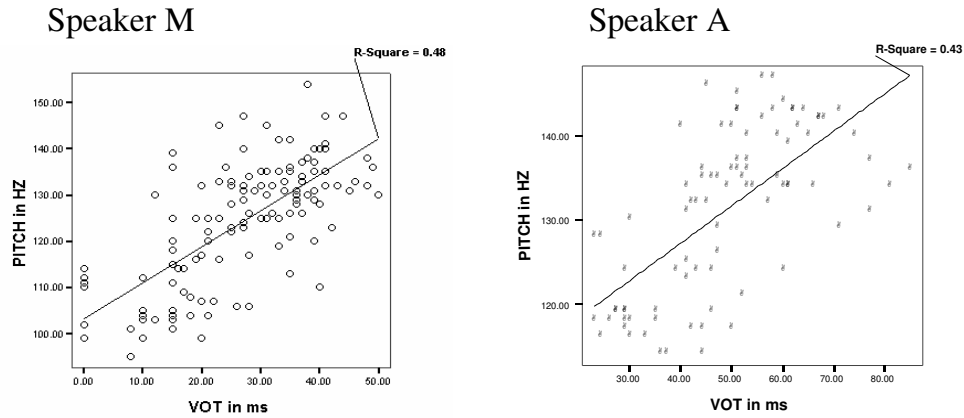 Speaker M
R-Square = 0.48
150.00
140.00
130.00
120.00
110.00
100.00
PITCH in HZ
0.00 10.00 20.00 30.00 40.00 50.00
VOT in ms
Speaker A
R-Square = 0.43
140.00
130.00
120.00
PITCH in HZ
30.00 40.00 50.00 60.00 70.00 80.00
VOT in ms